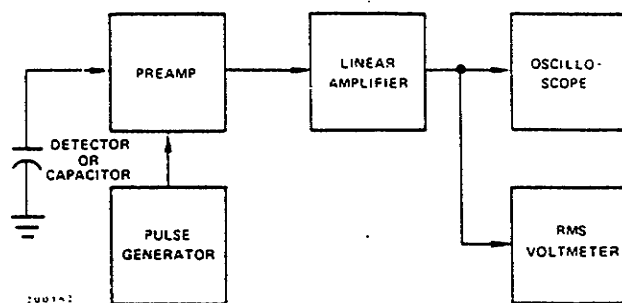 PREAMP
LINEAR
AMPLIFIER
OSCILLO-
SCOPE
DETECTOR
OR
CAPACITOR
PULSE
GENERATOR
RMS
VOLTMETER